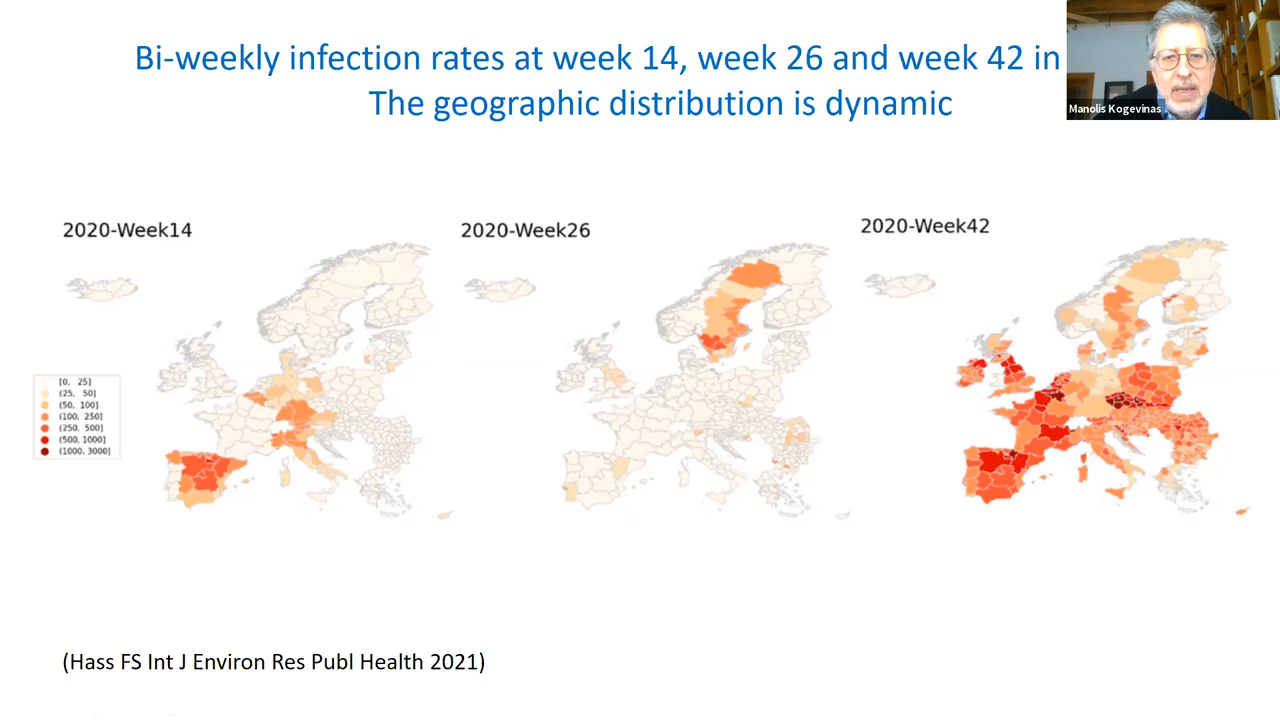 Bi-weekly infection rates at week 14, week 26 and week 42 in
The geographic distribution is dynamic
Manolis Kogevinas
2020-Week14
2020-Week26
2020-Week42
[0, 25]
(25, 50]
(50, 100]
(100, 250]
(250, 500]
(500, 1000]
(1000, 3000]
(Hass FS Int J Environ Res Publ Health 2021)